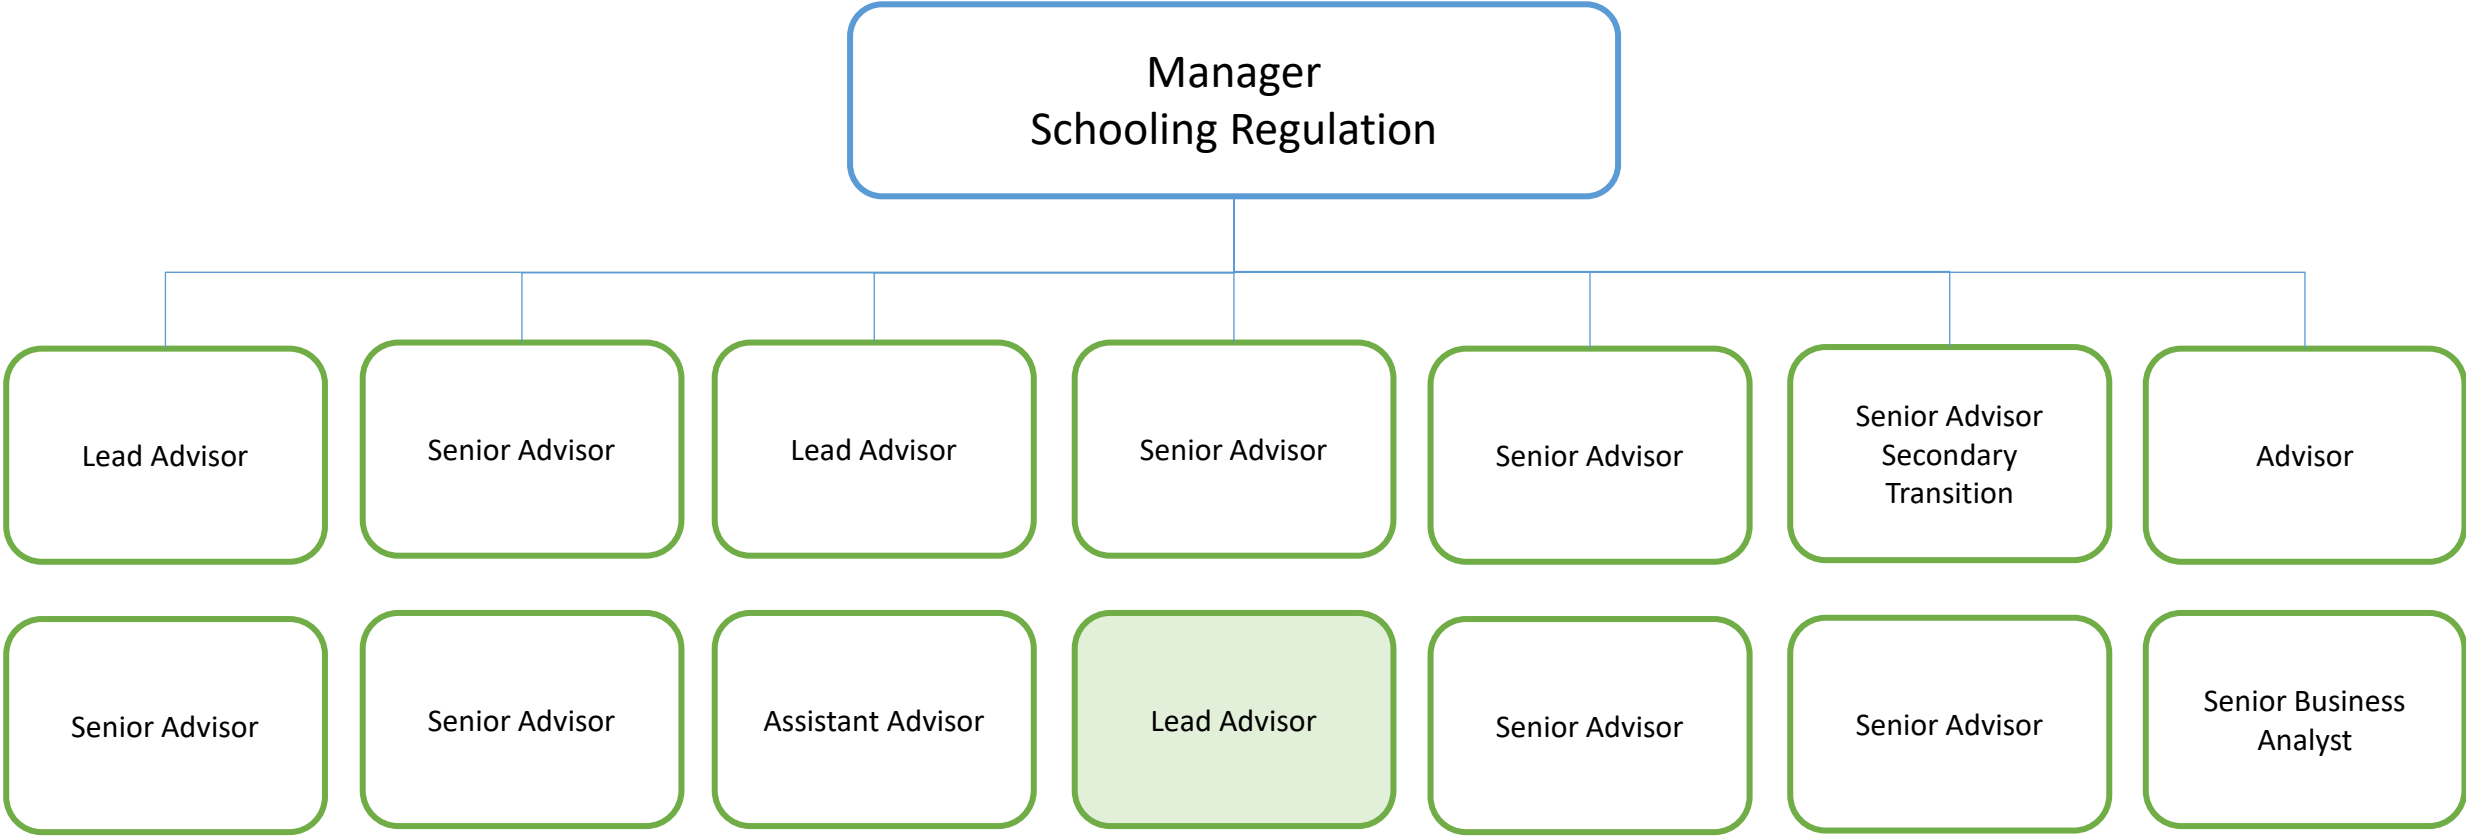 Manager
Schooling Regulation
Lead Advisor
Senior Advisor
Lead Advisor
Senior Advisor
Senior Advisor
Senior Advisor
Secondary
Transition
Advisor
Senior Advisor
Senior Advisor
Assistant Advisor
Lead Advisor
Senior Advisor
Senior Advisor
Senior Business
Analyst